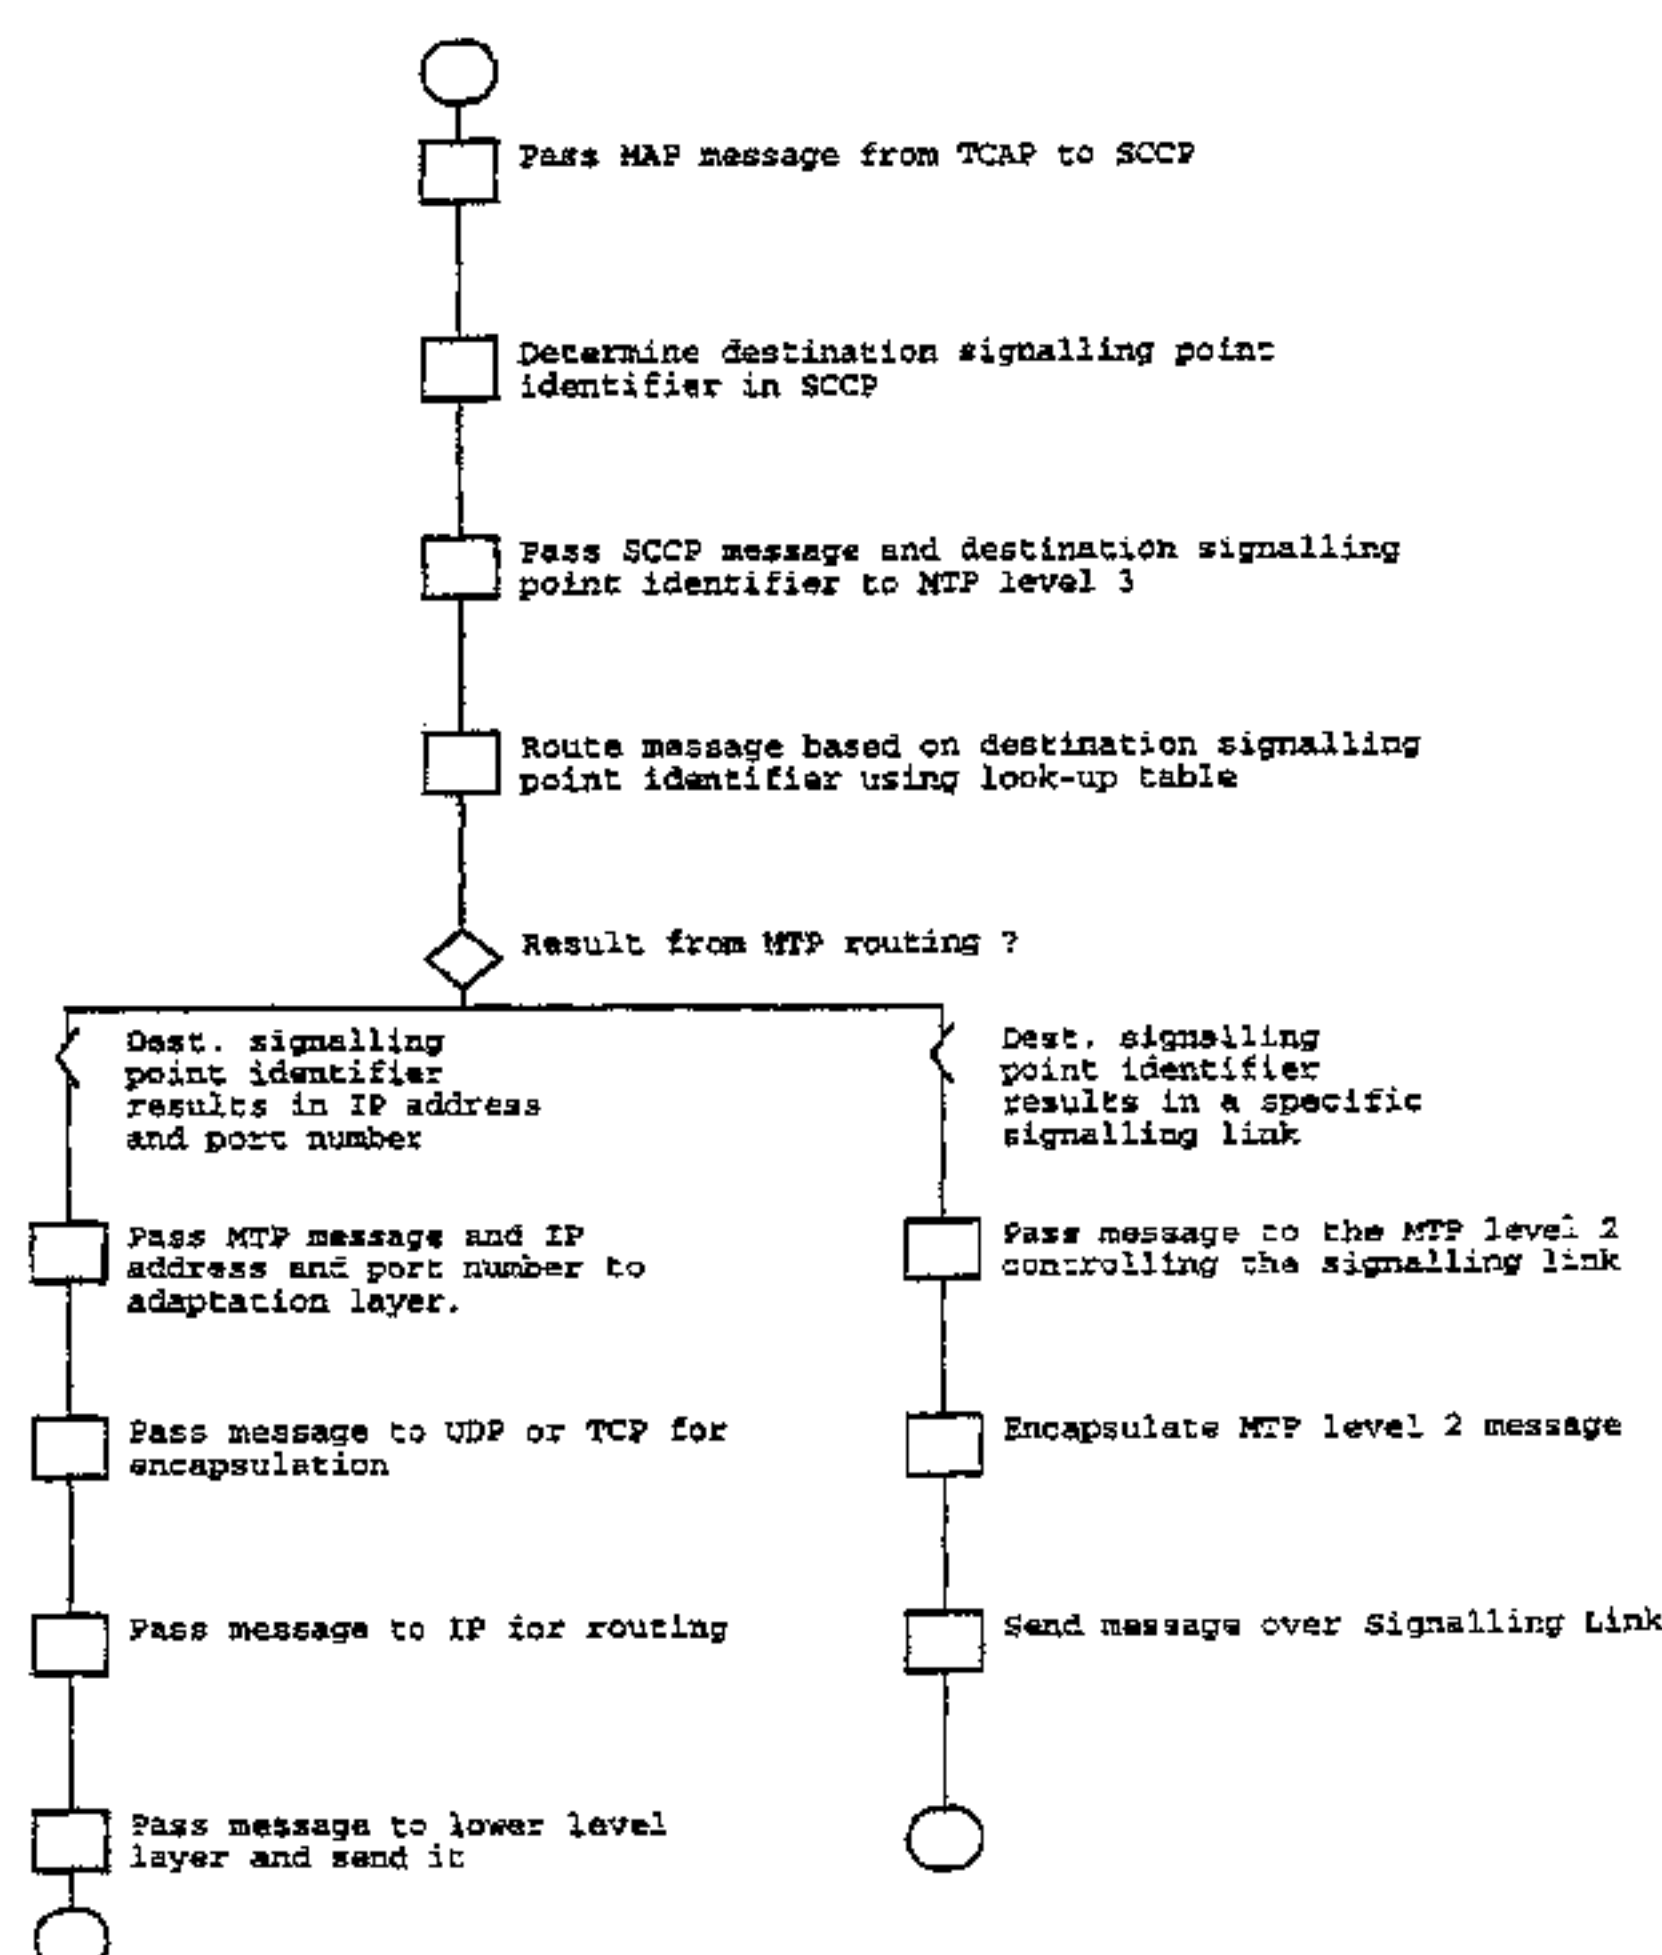 Pass MAP message from TCAP to SCCP
Determine destination signalling point
identifier in SCCP
Pass SCCP message and destination signalling
point identifier to MTP level 3
Route message based on destination signalling
point identifier using look-up table
Result from MTP routing ?
Dest. signalling
point identifier
results in IP address
and port number
Pass MTP message and IP
address and port number to
adaptation layer.
Pass message to UDP or TCP for
encapsulation
Pass message to IP for routing
Pass message to lower level
layer and send it
Dest. signalling
point identifier
results in a specific
signalling link
Pass message to the MTP level 2
controlling the signalling link
Encapsulate MTP level 2 message
Send message over Signalling Link